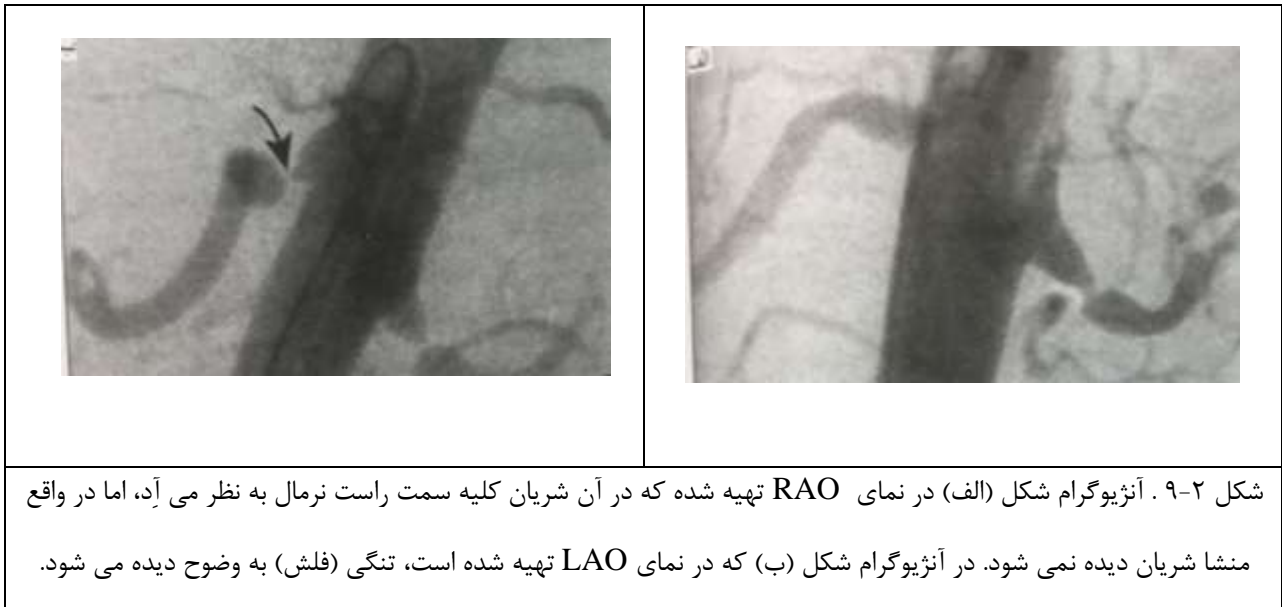 شکل ۲-۹ . آنژیوگرام شکل (الف) در نمای RAO تهیه شده که در آن شریان کلیه سمت راست نرمال به نظر می آِد، اما در واقع
منشا شریان دیده نمی شود. در آنژیوگرام شکل (ب) که در نمای LAO تهیه شده است، تنگی (فلش) به وضوح دیده می شود.